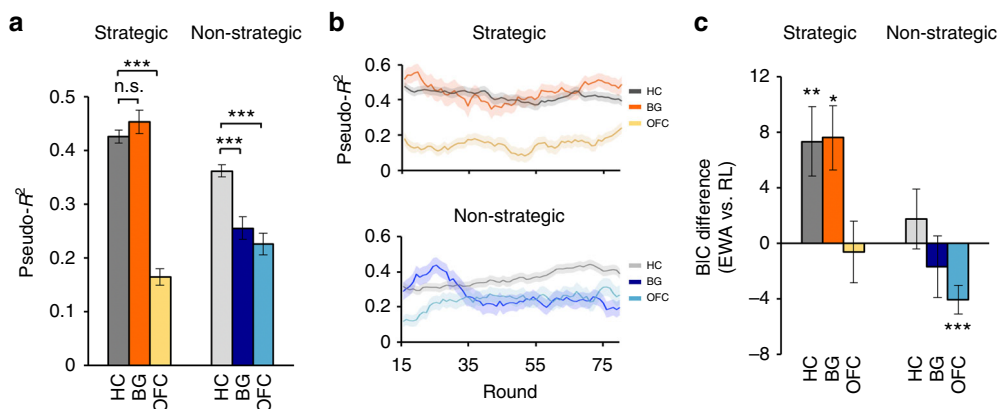 a
Strategic Non-strategic
***
n.s.
***
***
Pseudo-R²
0.5
0.4
0.3
0.2
0.1
0
HC BG OFC HC BG OFC
b
Strategic
Pseudo-R²
0.6
0.4
0.2
0
HC
BG
OFC
Non-strategic
0.6
0.4
0.2
0
HC
BG
OFC
15 35 55 75
Round
c
Strategic Non-strategic
BIC difference
(EWA vs. RL)
12
8
4
0
−4
−8
** *
***
HC BG OFC HC BG OFC